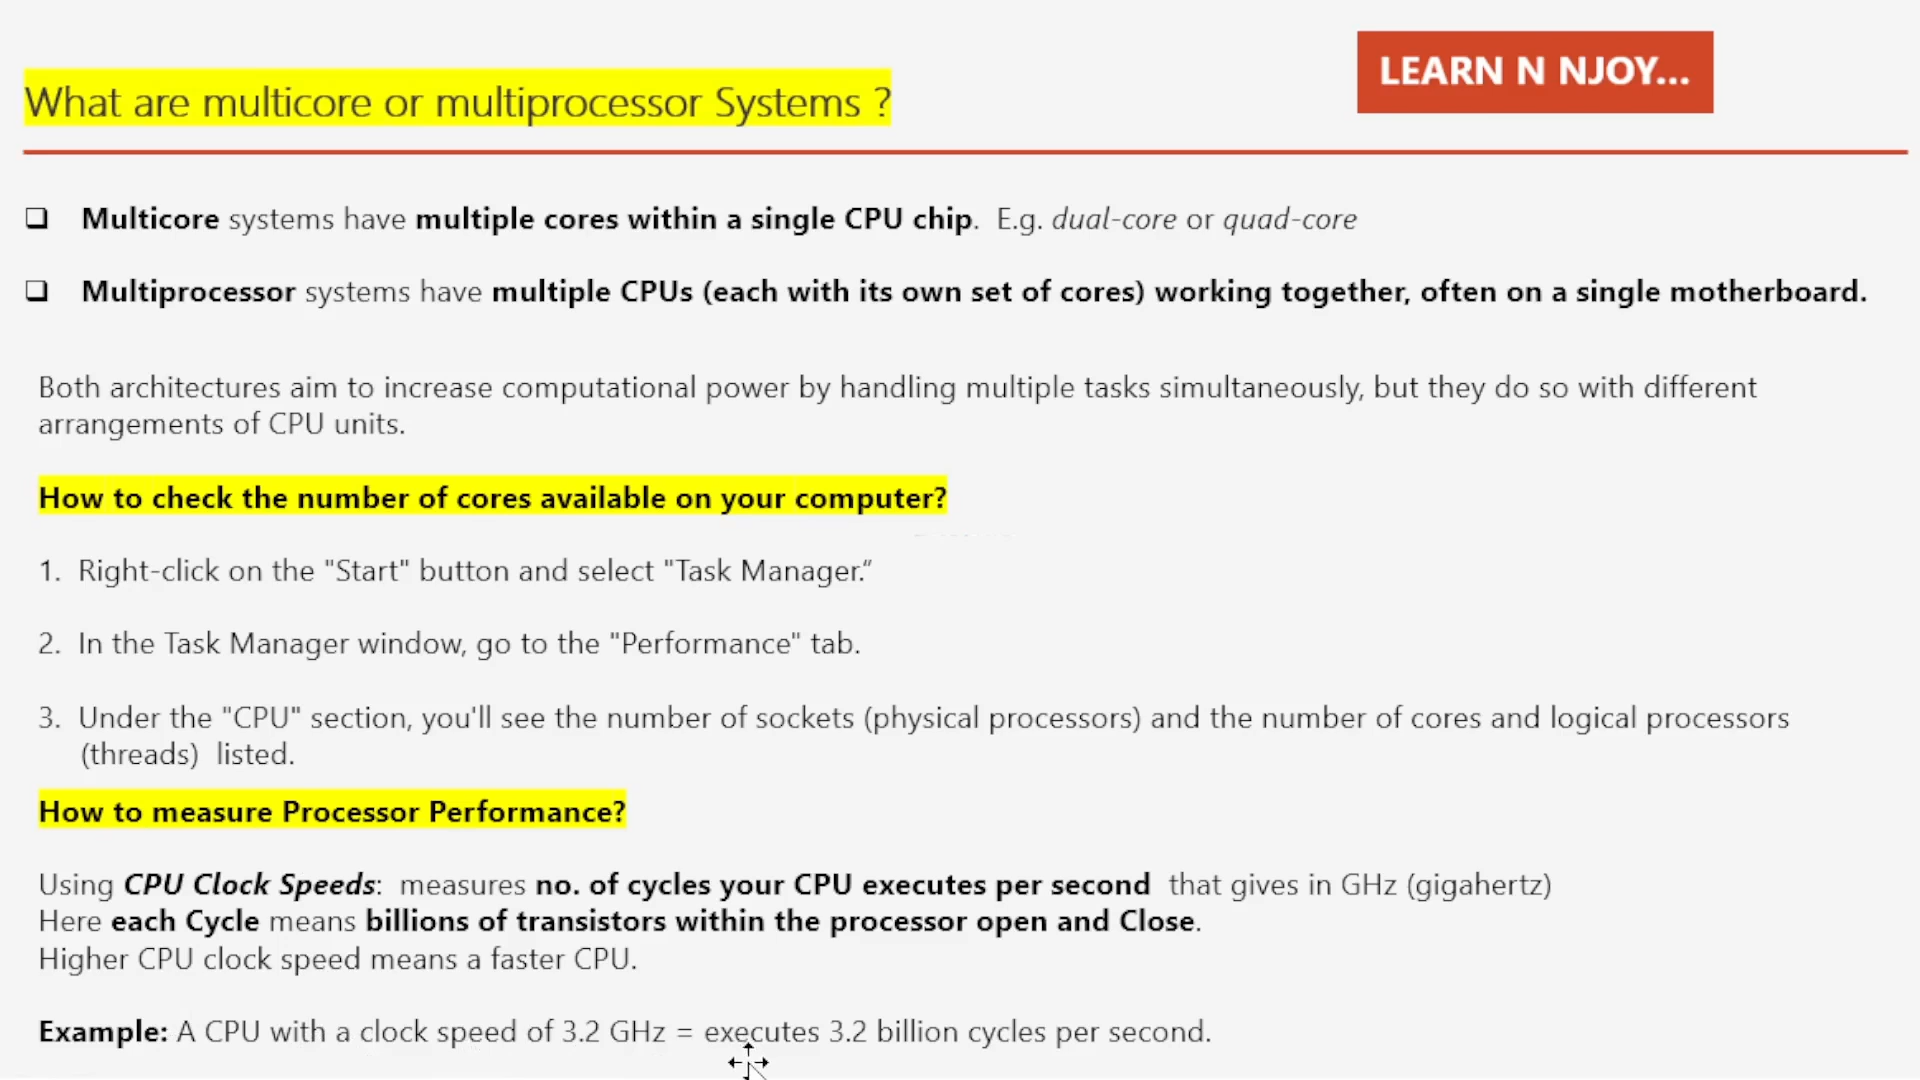 What are multicore or multiprocessor Systems ?
LEARN N NJOY...
Multicore systems have multiple cores within a single CPU chip. E.g. dual-core or quad-core
Multiprocessor systems have multiple CPUs (each with its own set of cores) working together, often on a single motherboard.
Both architectures aim to increase computational power by handling multiple tasks simultaneously, but they do so with different
arrangements of CPU units.
How to check the number of cores available on your computer?
1. Right-click on the "Start" button and select "Task Manager.”
2. In the Task Manager window, go to the "Performance" tab.
3. Under the "CPU" section, you'll see the number of sockets (physical processors) and the number of cores and logical processors
(threads) listed.
How to measure Processor Performance?
Using CPU Clock Speeds: measures no. of cycles your CPU executes per second that gives in GHz (gigahertz)
Here each Cycle means billions of transistors within the processor open and Close.
Higher CPU clock speed means a faster CPU.
Example: A CPU with a clock speed of 3.2 GHz = executes 3.2 billion cycles per second.